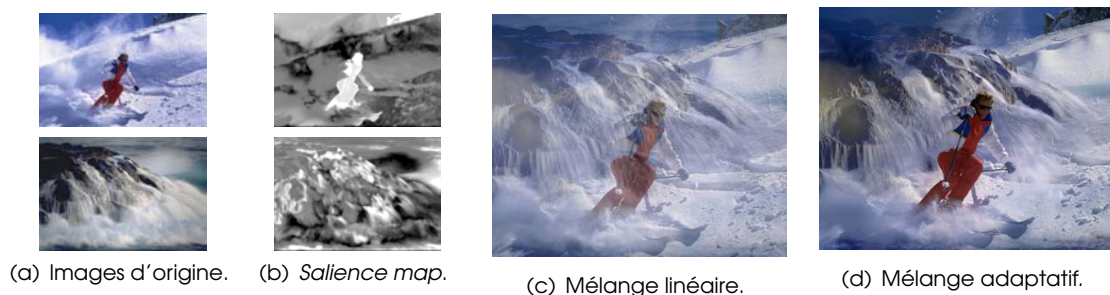 (a) Images d'origine.
(b) Salience map.
(c) Mélange linéaire.
(d) Mélange adaptatif.